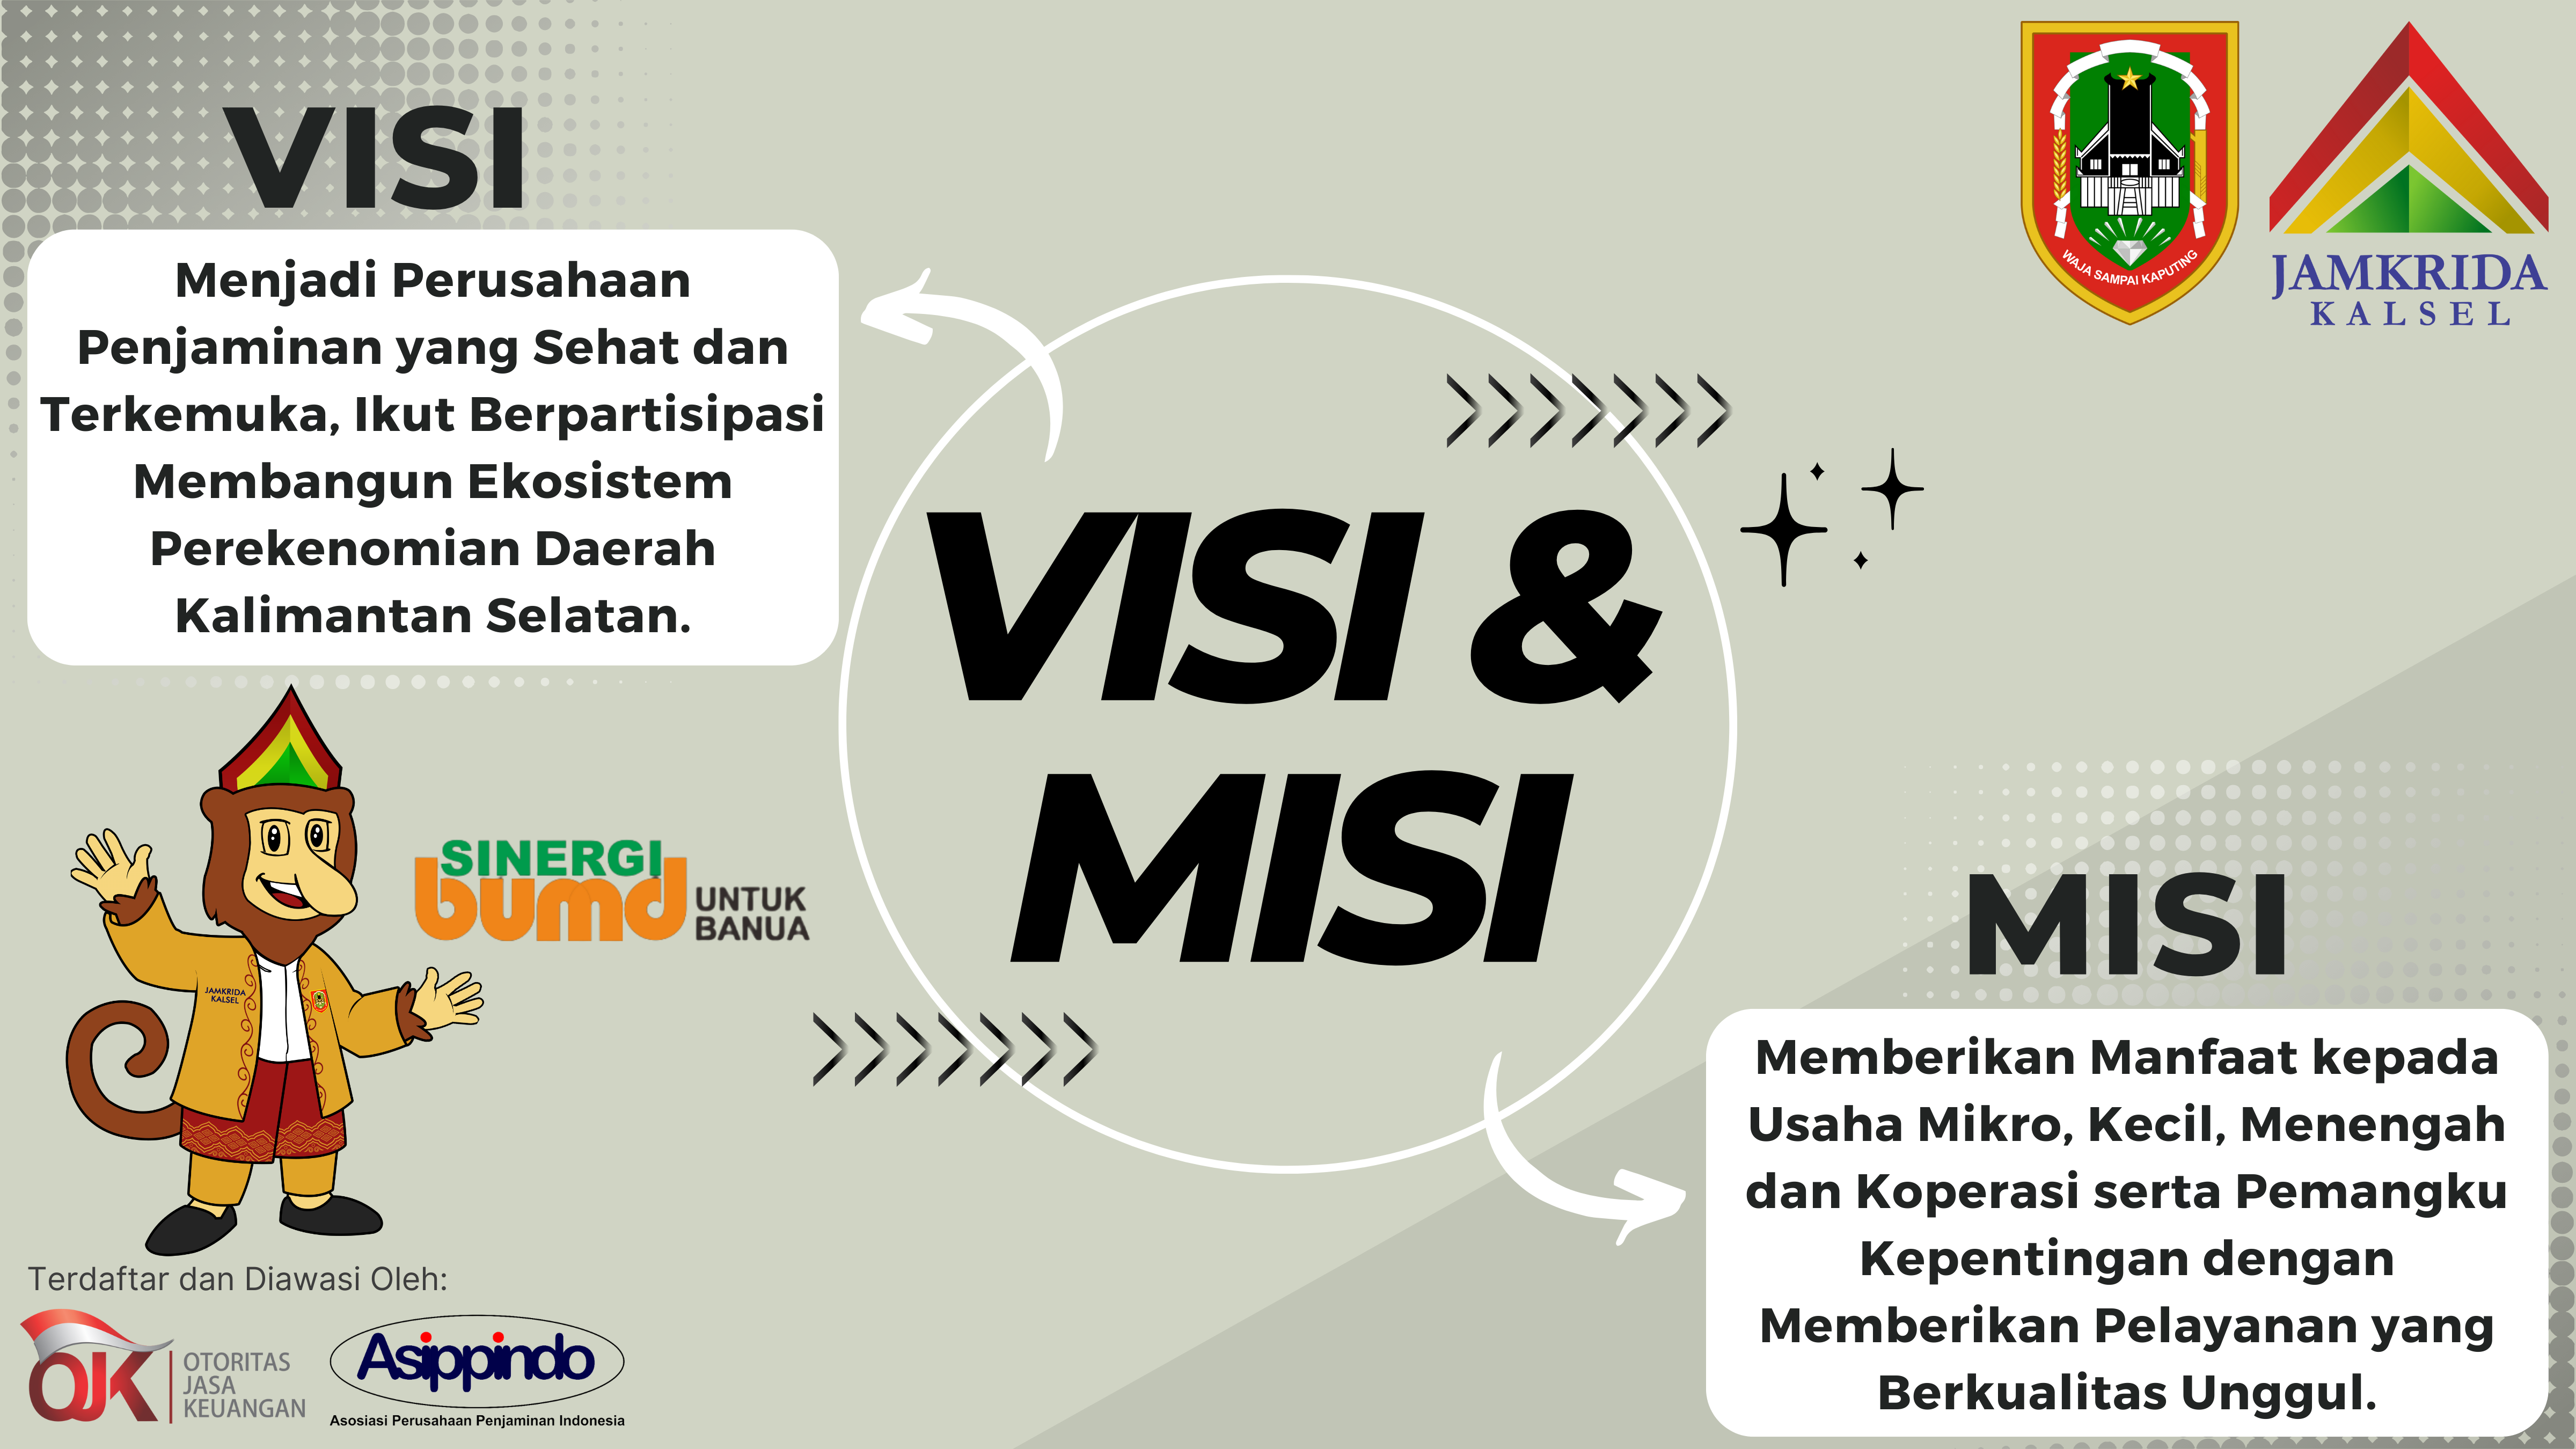 VISI
Menjadi Perusahaan
Penjaminan yang Sehat dan
Terkemuka, Ikut Berpartisipasi
Membangun Ekosistem
Perekenomian Daerah
Kalimantan Selatan.
WAJA SAMPAI KAPUTING
JAMKRIDA
KALSEL
VISI &
MISI
SINERGI
bumd
UNTUK
BANUA
JAMKRIDA
KALSEL
MISI
Memberikan Manfaat kepada
Usaha Mikro, Kecil, Menengah
dan Koperasi serta Pemangku
Kepentingan dengan
Memberikan Pelayanan yang
Berkualitas Unggul.
Terdaftar dan Diawasi Oleh:
OJK
OTORITAS
JASA
KEUANGAN
Asippindo
Asosiasi Perusahaan Penjaminan Indonesia